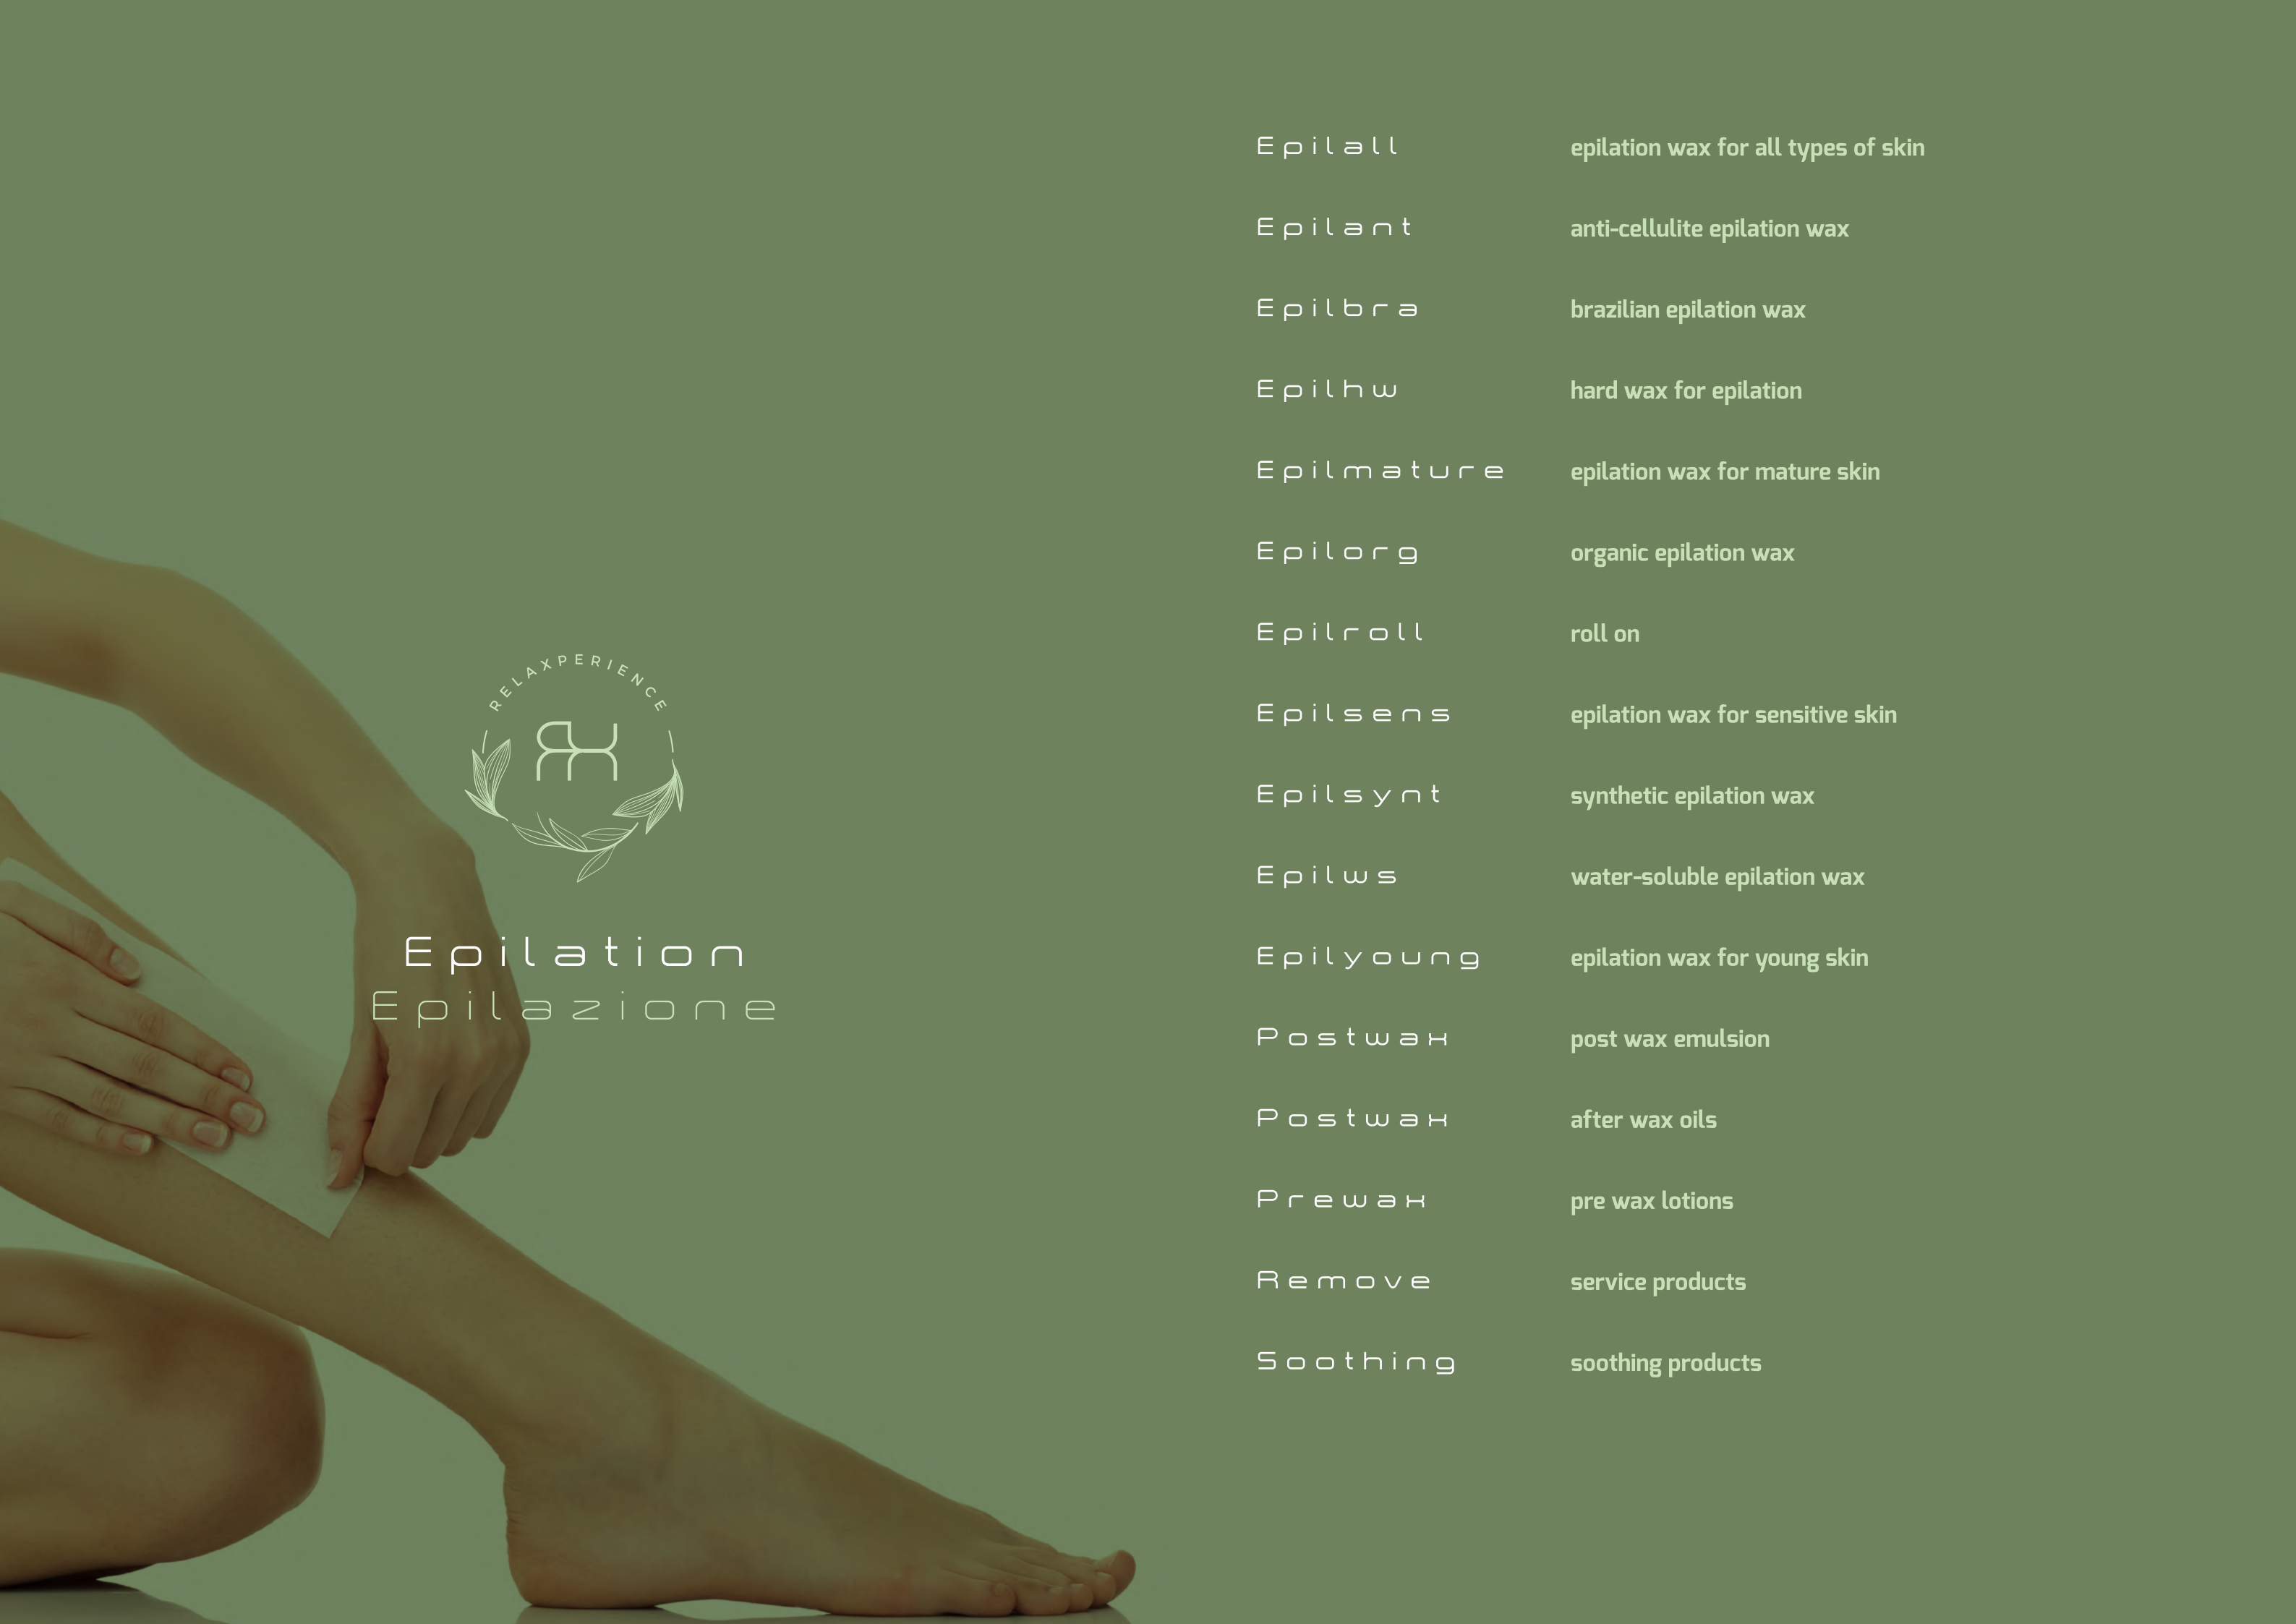 RELAXPERIENCE
RX
Epilation
Epilazione
Epilall epilation wax for all types of skin
Epilant anti-cellulite epilation wax
Epilbra brazilian epilation wax
Epilhw hard wax for epilation
Epilmature epilation wax for mature skin
Epilorg organic epilation wax
Epilroll roll on
Epilsens epilation wax for sensitive skin
Epilsynt synthetic epilation wax
Epilws water-soluble epilation wax
Epilyoung epilation wax for young skin
Postwax post wax emulsion
Postwax after wax oils
Prewax pre wax lotions
Remove service products
Soothing soothing products